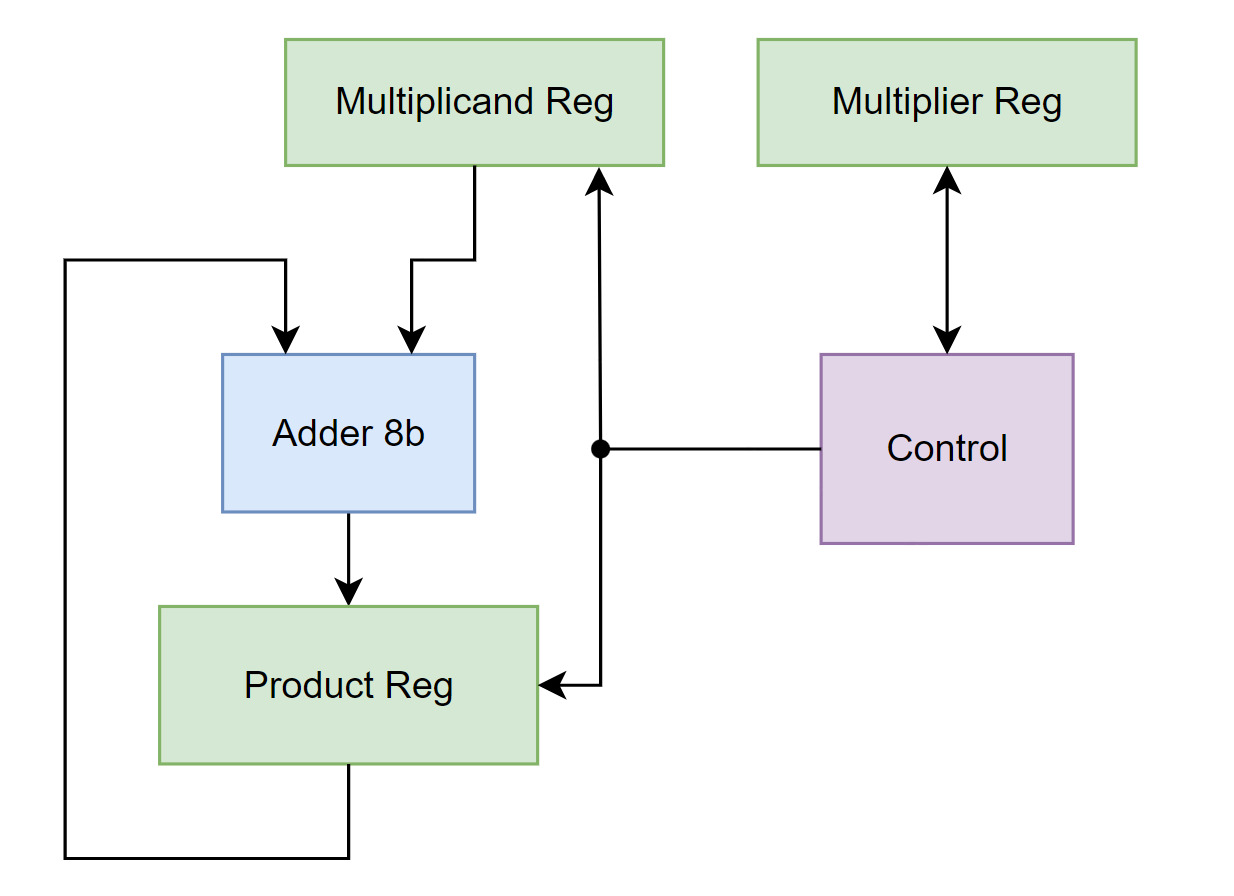 Multiplicand Reg
Multiplier Reg
Adder 8b
Control
Product Reg